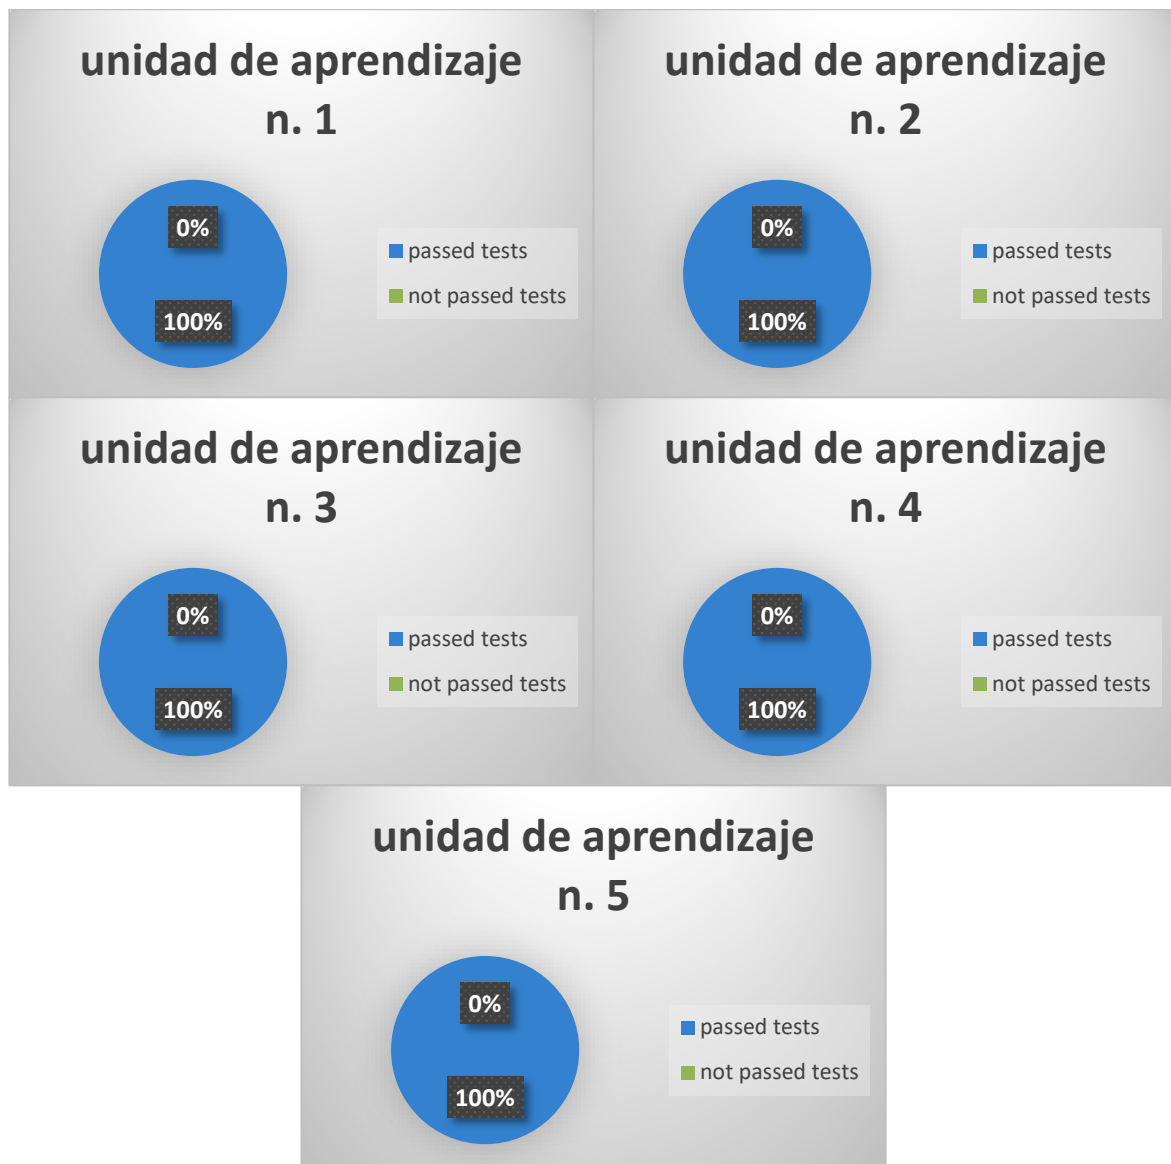 unidad de aprendizaje
n. 1
0%
100%
passed tests
not passed tests
unidad de aprendizaje
n. 2
0%
100%
passed tests
not passed tests
unidad de aprendizaje
n. 3
0%
100%
passed tests
not passed tests
unidad de aprendizaje
n. 4
0%
100%
passed tests
not passed tests
unidad de aprendizaje
n. 5
0%
100%
passed tests
not passed tests